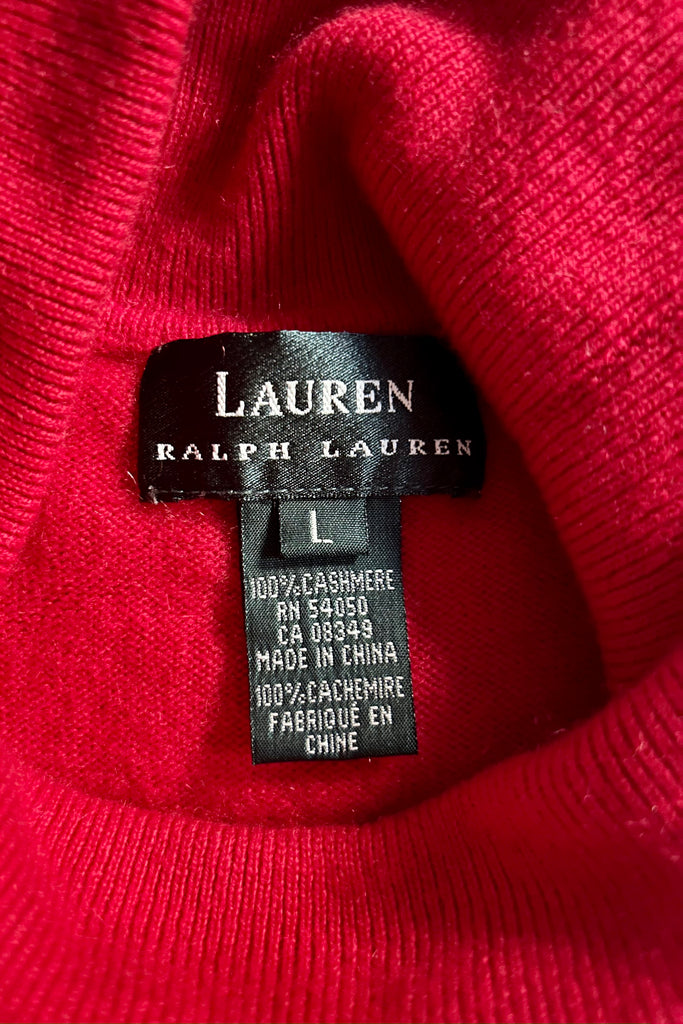 LAUREN
RALPH LAUREN
L
100% CASHMERE
RN 54050
CA 08349
MADE IN CHINA
100% CACHEMIRE
FABRIQUÉ EN
CHINE